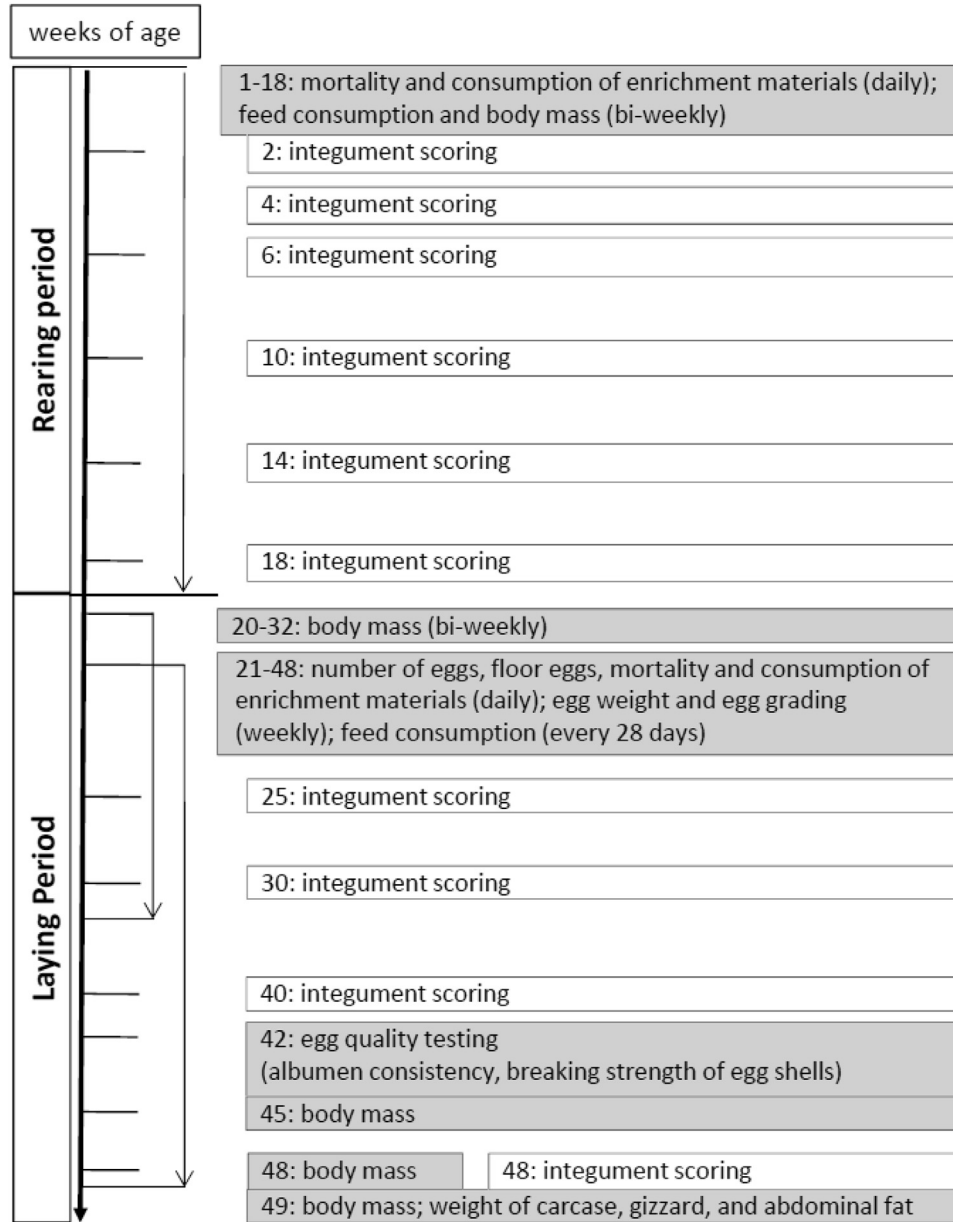 weeks of age
Rearing period
1-18: mortality and consumption of enrichment materials (daily);
feed consumption and body mass (bi-weekly)
2: integument scoring
4: integument scoring
6: integument scoring
10: integument scoring
14: integument scoring
18: integument scoring
Laying Period
20-32: body mass (bi-weekly)
21-48: number of eggs, floor eggs, mortality and consumption of
enrichment materials (daily); egg weight and egg grading
(weekly); feed consumption (every 28 days)
25: integument scoring
30: integument scoring
40: integument scoring
42: egg quality testing
(albumen consistency, breaking strength of egg shells)
45: body mass
48: body mass
48: integument scoring
49: body mass; weight of carcase, gizzard, and abdominal fat